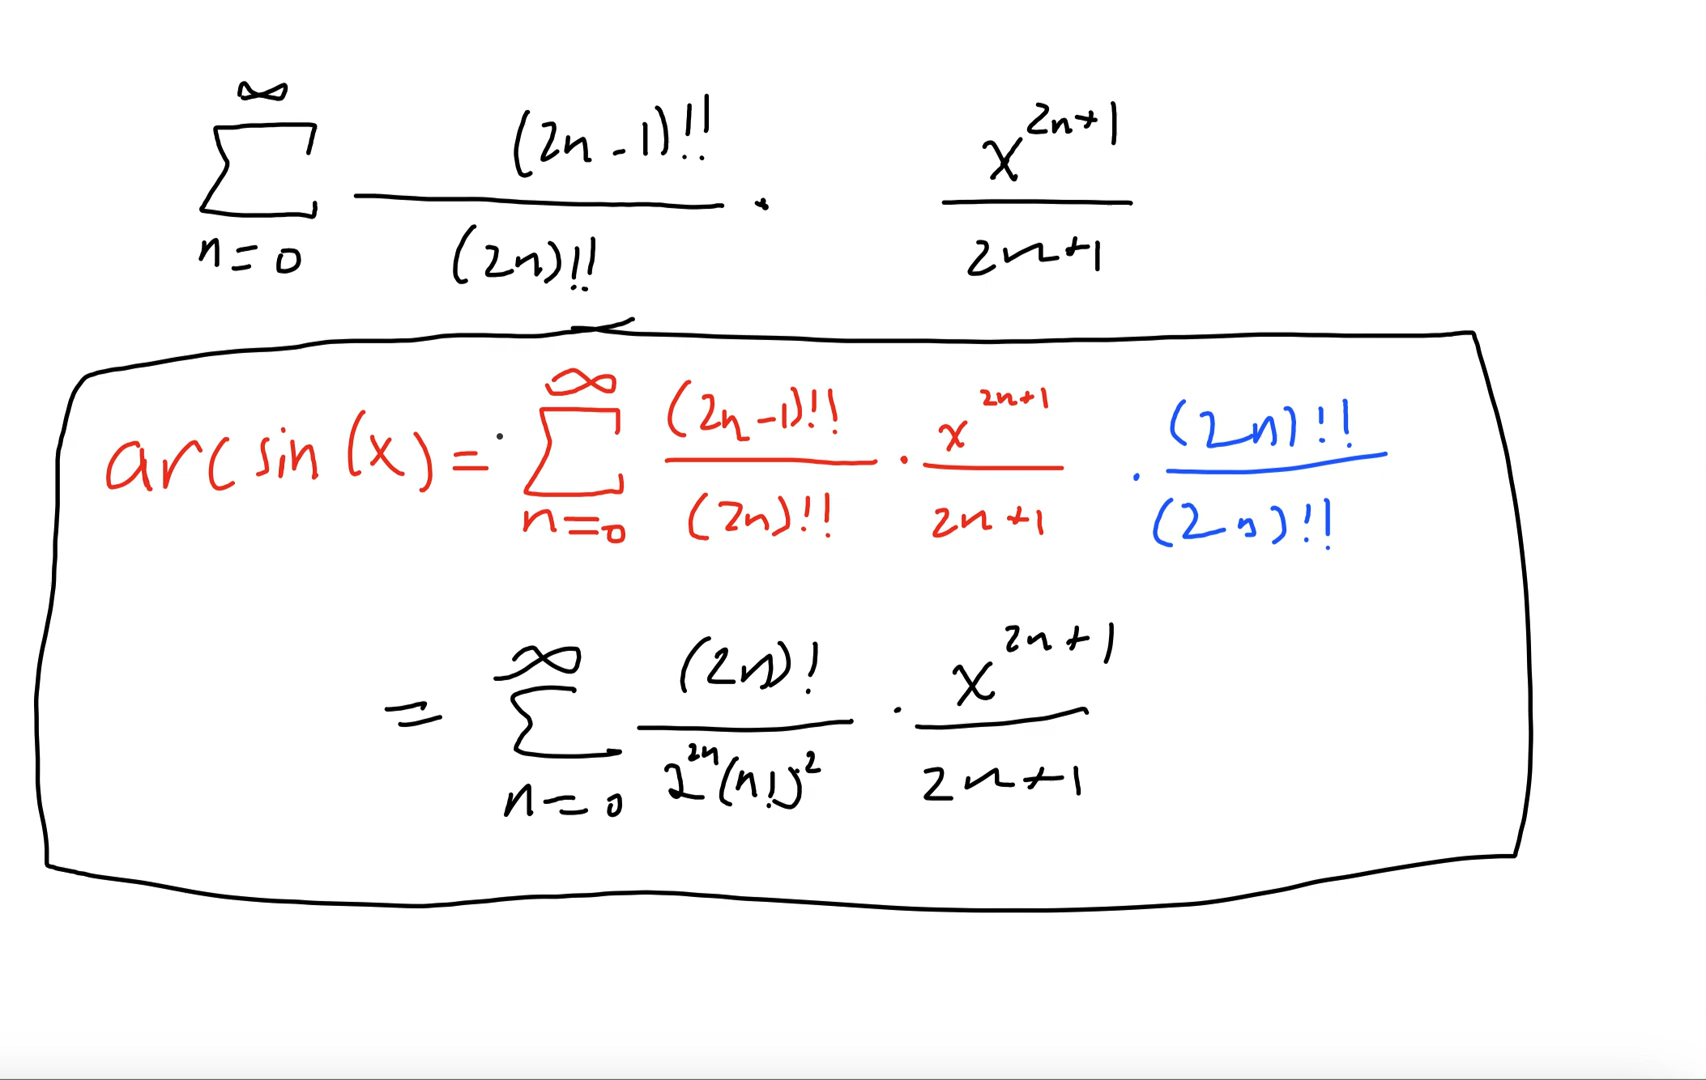 ∞ ∑ n=0 (2n-1)!!/(2n)!! · x^(2n+1)/(2n+1)
arcsin(x) = ∞ ∑ n=0 (2n-1)!!/(2n)!! · x^(2n+1)/(2n+1) · (2n)!!/(2n)!!
= ∞ ∑ n=0 (2n)!/(2^(2n)(n!)^2) · x^(2n+1)/(2n+1)